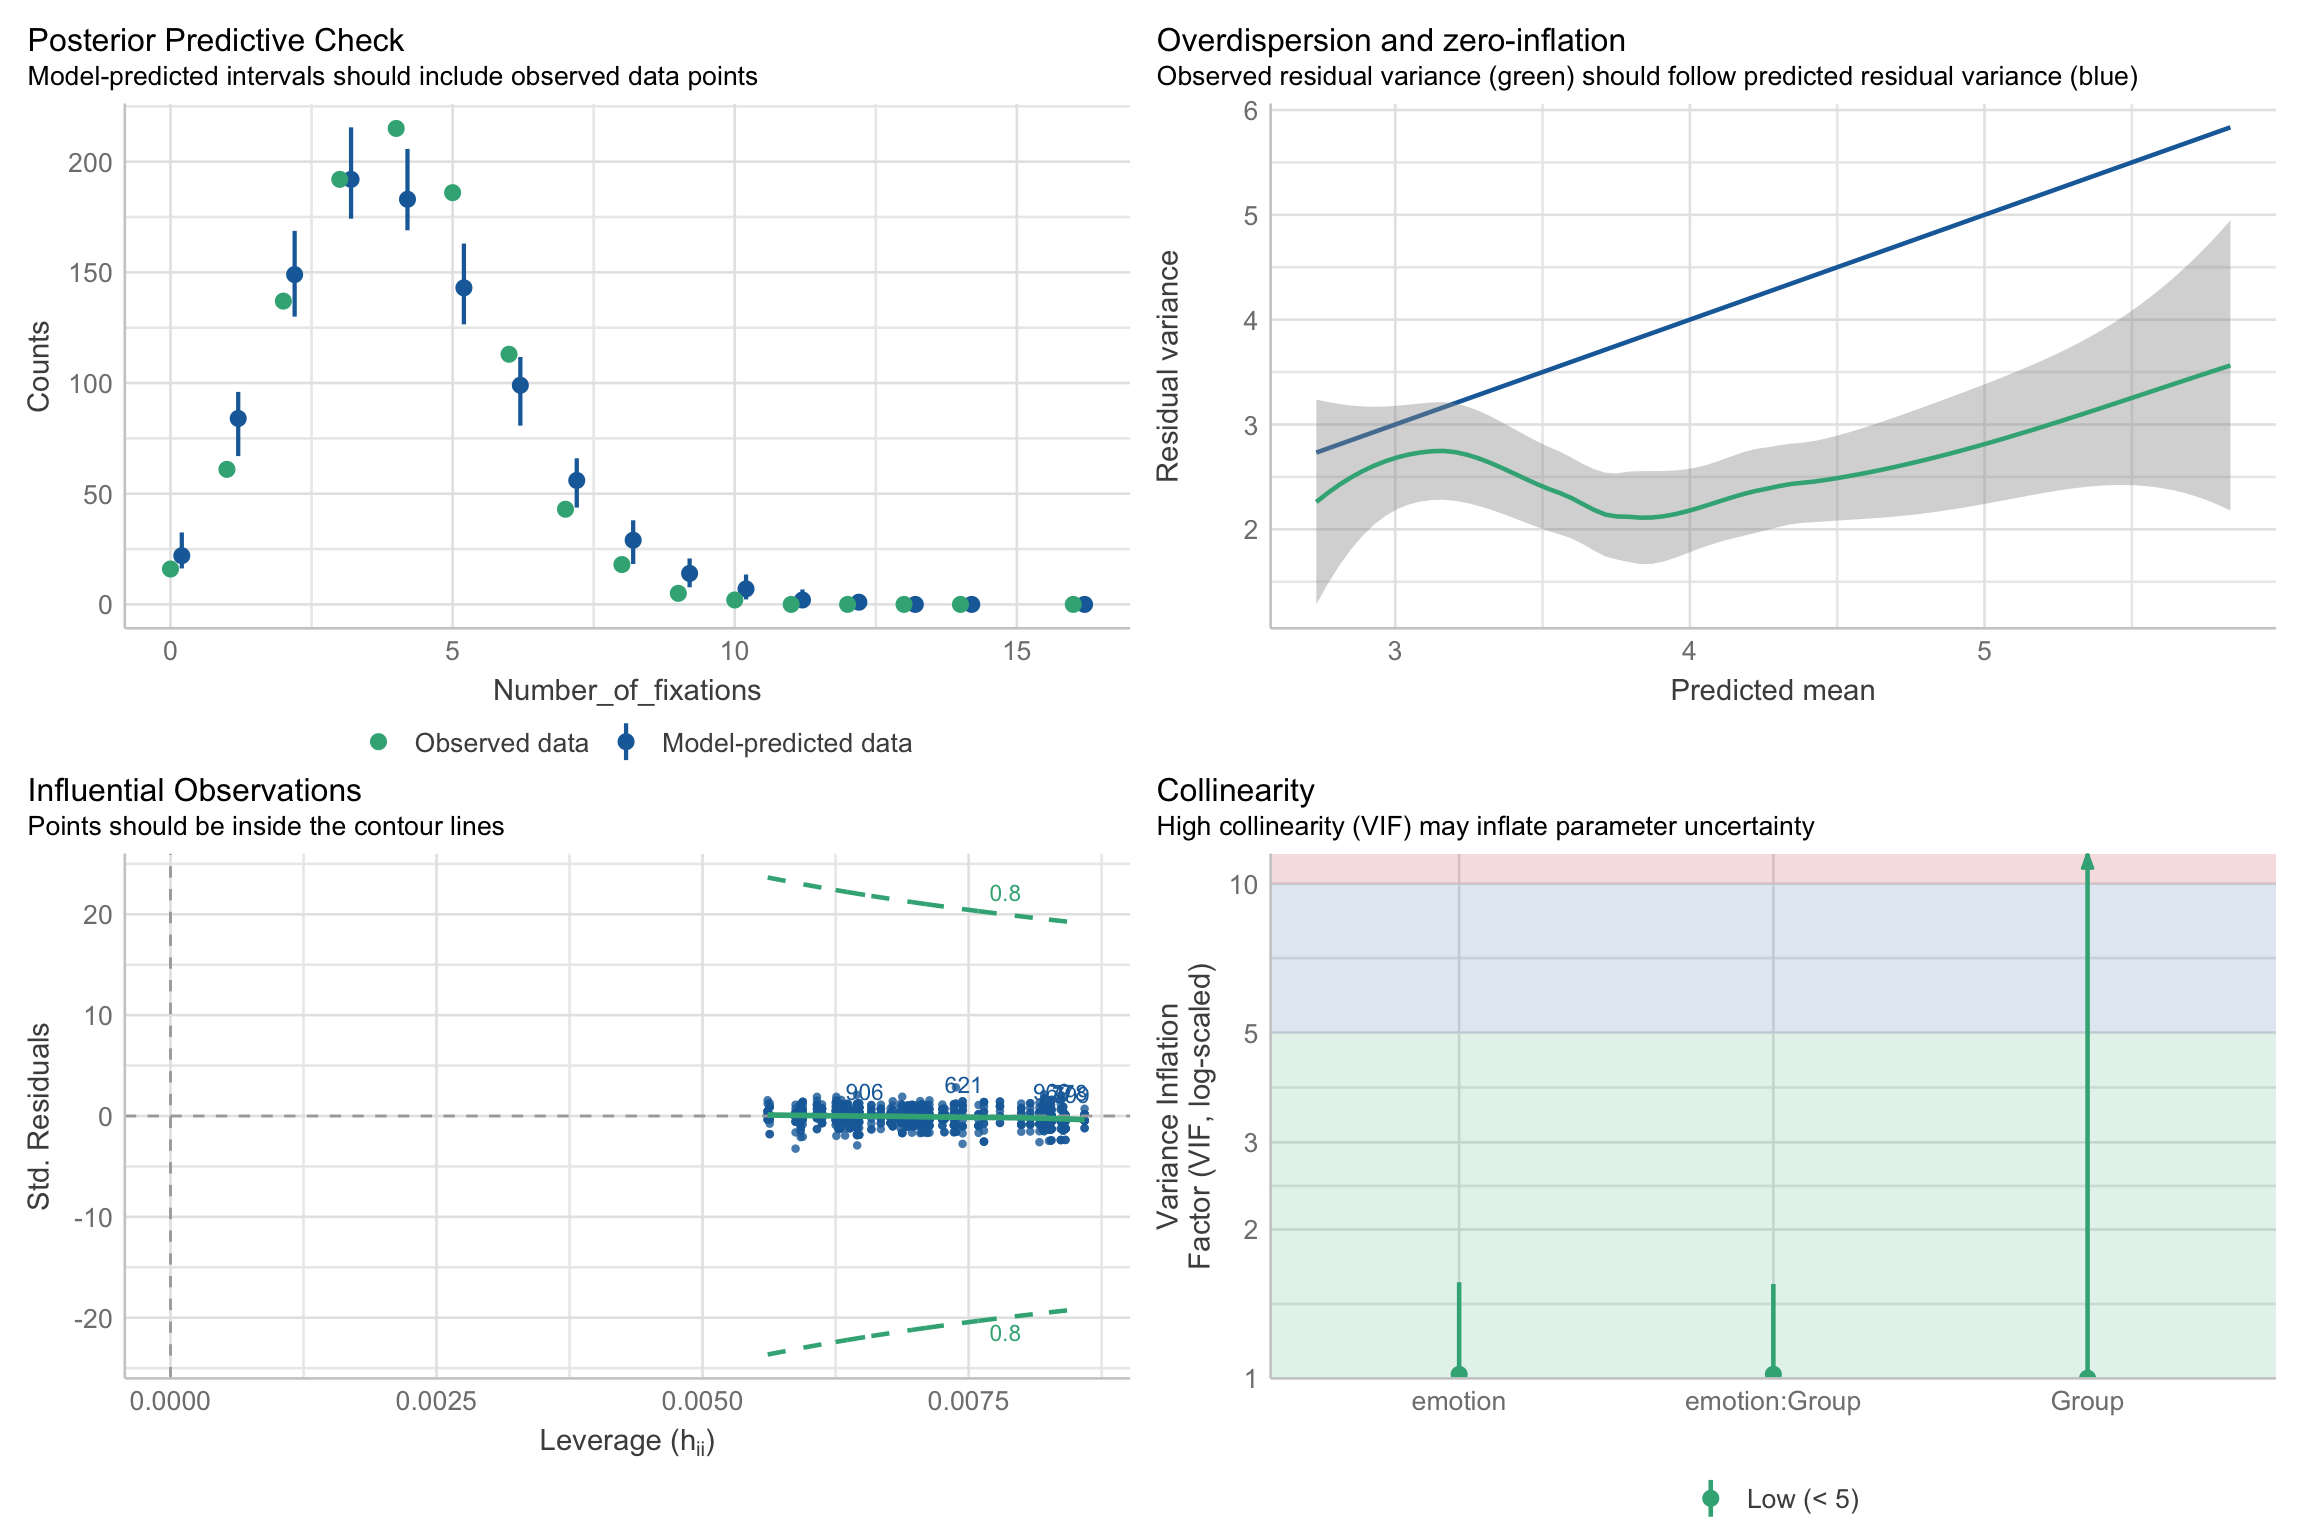 Posterior Predictive Check
Model-predicted intervals should include observed data points
Counts
200
150
100
50
0
0 5 10 15
Number_of_fixations
Observed data Model-predicted data
Overdispersion and zero-inflation
Observed residual variance (green) should follow predicted residual variance (blue)
Residual variance
6
5
4
3
2
3 4 5
Predicted mean
Influential Observations
Points should be inside the contour lines
Std. Residuals
20
10
0
-10
-20
0.8
906
621
0.8
0.0000 0.0025 0.0050 0.0075
Leverage (hii)
Collinearity
High collinearity (VIF) may inflate parameter uncertainty
Variance Inflation
Factor (VIF, log-scaled)
10
5
3
2
1
emotion emotion:Group Group
Low (< 5)